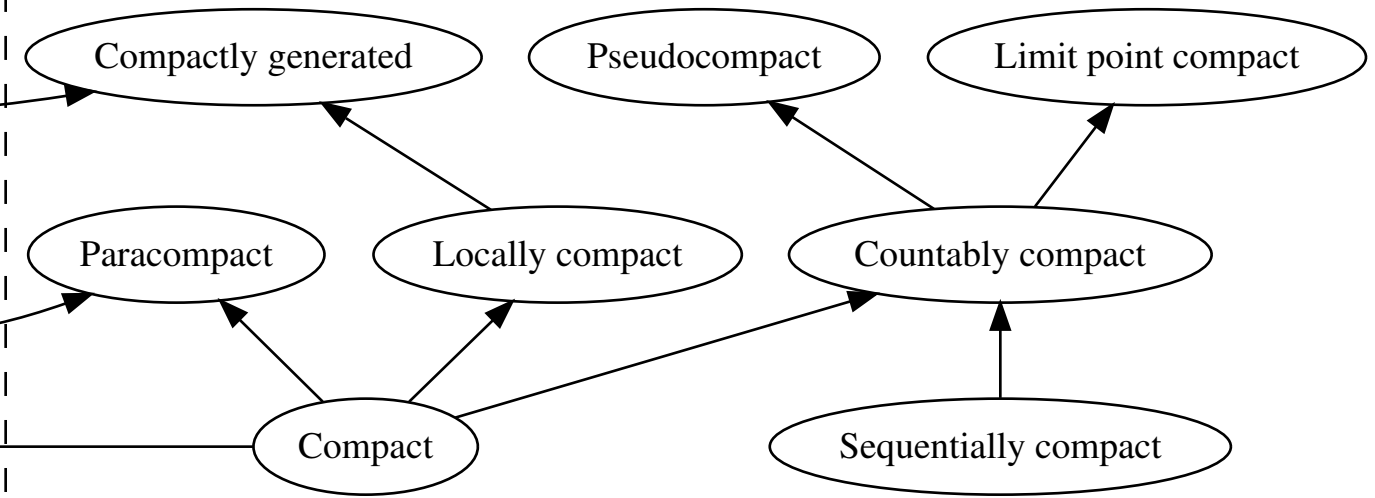 Compactly generated
Pseudocompact
Limit point compact
Paracompact
Locally compact
Countably compact
Compact
Sequentially compact